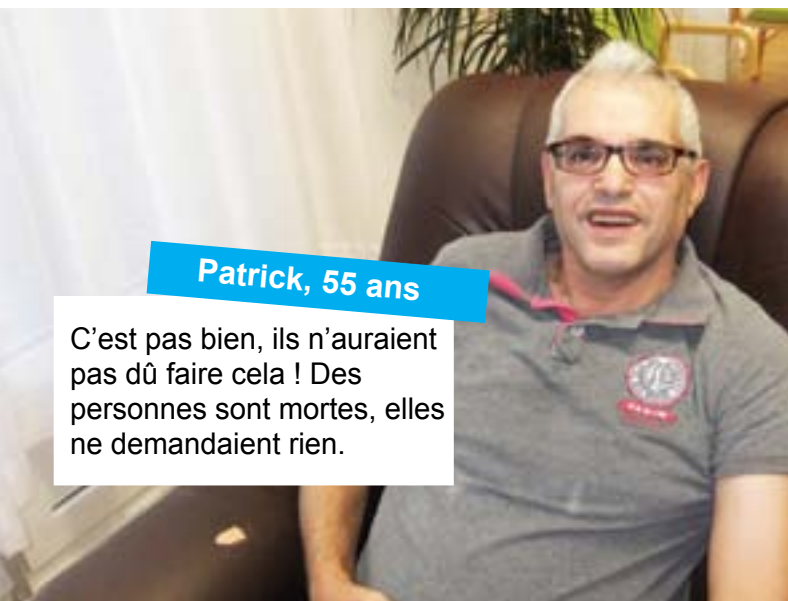 Patrick, 55 ans
C’est pas bien, ils n’auraient
pas dû faire cela ! Des
personnes sont mortes, elles
ne demandaient rien.